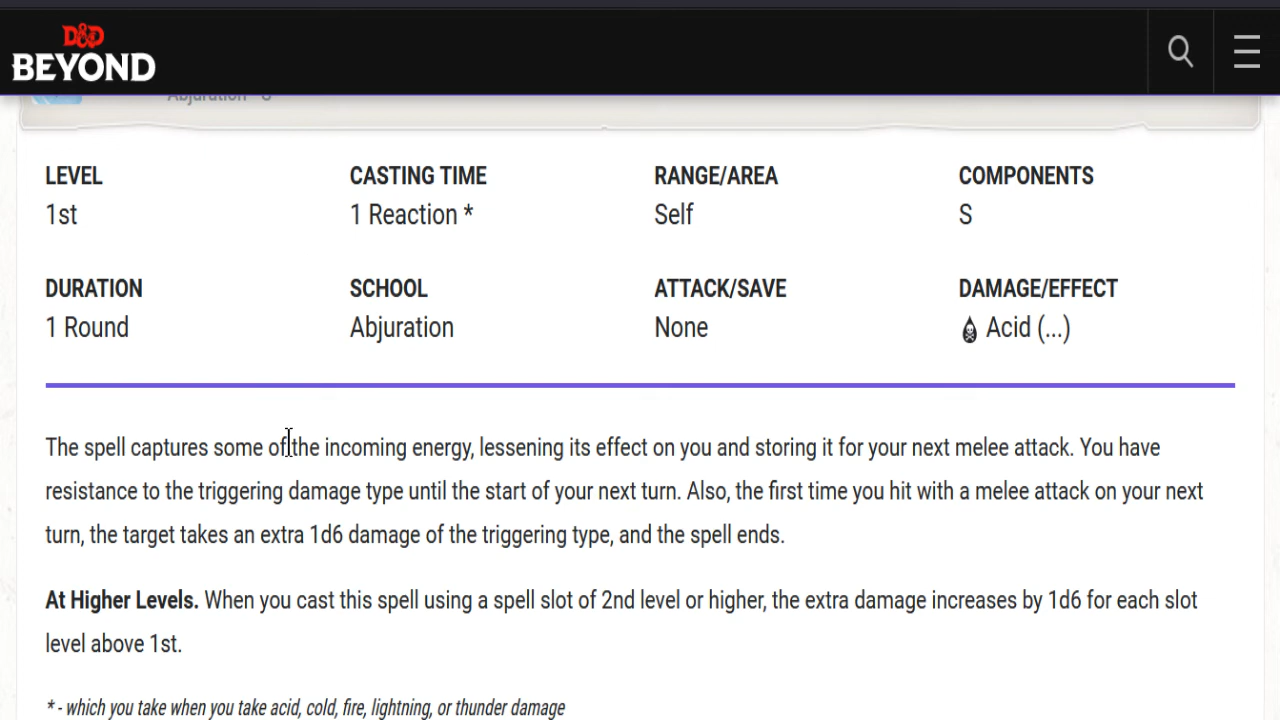 D&D
BEYOND
Abjuration
LEVEL CASTING TIME RANGE/AREA COMPONENTS
1st 1 Reaction * Self S
DURATION SCHOOL ATTACK/SAVE DAMAGE/EFFECT
1 Round Abjuration None Acid (...)
The spell captures some of the incoming energy, lessening its effect on you and storing it for your next melee attack. You have
resistance to the triggering damage type until the start of your next turn. Also, the first time you hit with a melee attack on your next
turn, the target takes an extra 1d6 damage of the triggering type, and the spell ends.
At Higher Levels. When you cast this spell using a spell slot of 2nd level or higher, the extra damage increases by 1d6 for each slot
level above 1st.
* - which you take when you take acid, cold, fire, lightning, or thunder damage